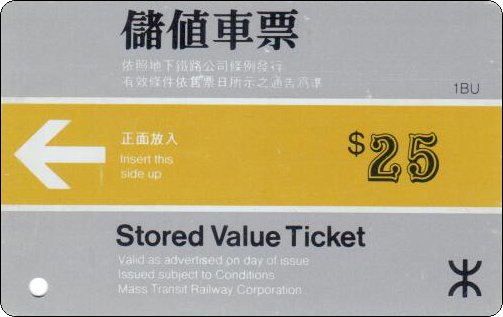 儲值車票
依照地下鐵路公司條例發行
有效條件依售票日所示之通告爲準
1BU
正面放入
Insert this
side up
$25
Stored Value Ticket
Valid as advertised on day of issue
Issued subject to Conditions
Mass Transit Railway Corporation